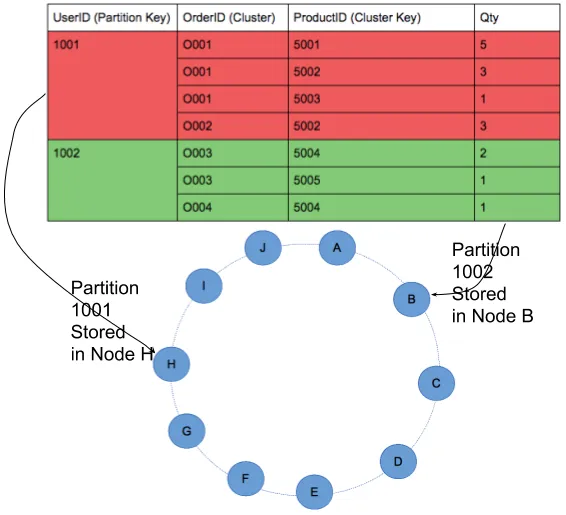 UserID (Partition Key) OrderID (Cluster) ProductID (Cluster Key) Qty
1001 O001 5001 5
O001 5002 3
O001 5003 1
O002 5002 3
1002 O003 5004 2
O003 5005 1
O004 5004 1
J A
I B
Partition
1002
Stored
in Node B
Partition
1001
Stored
in Node H
H
C
G
D
F
E